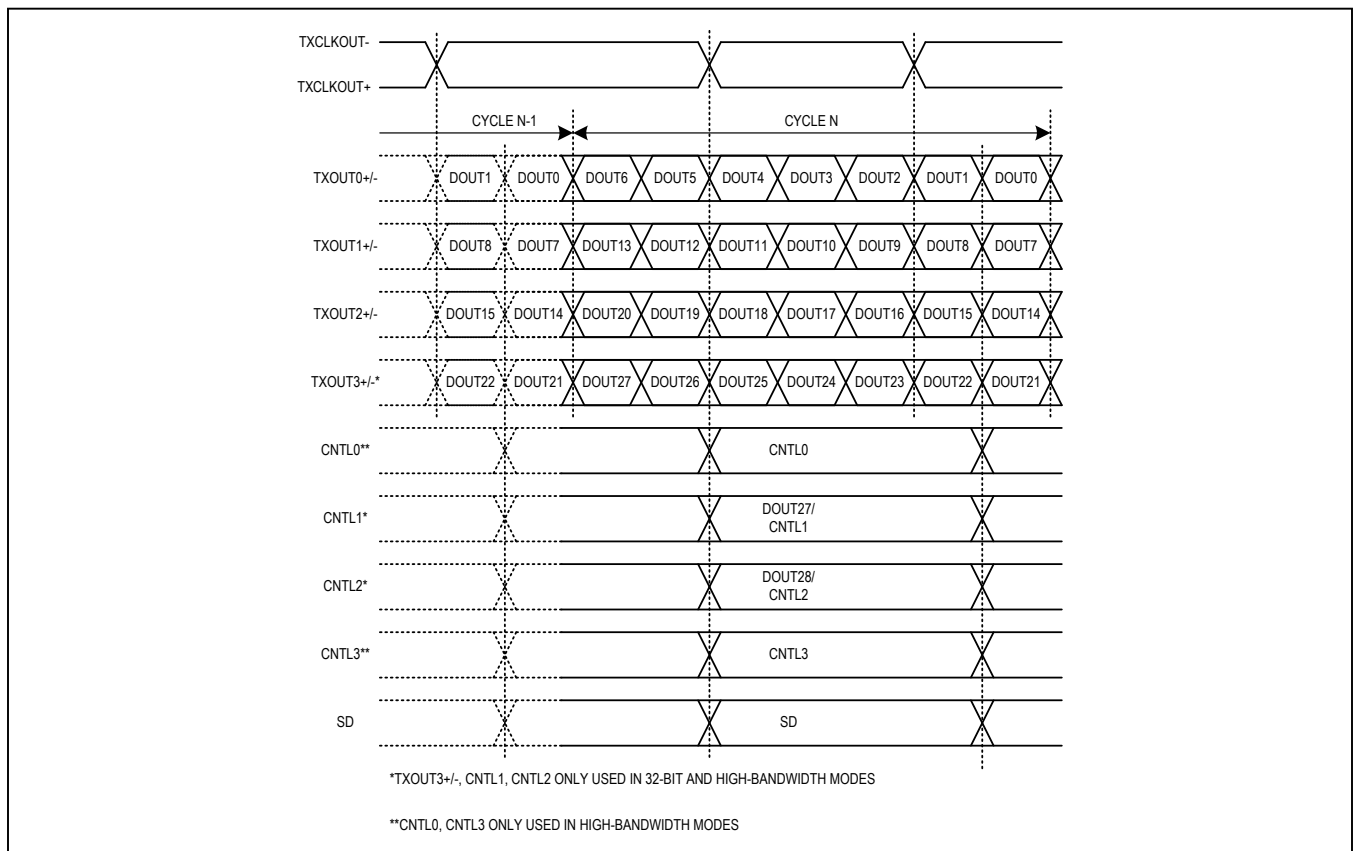 TXCLKOUT-
TXCLKOUT+
CYCLE N-1 CYCLE N
TXOUT0+/- DOUT1 DOUT0 DOUT6 DOUT5 DOUT4 DOUT3 DOUT2 DOUT1 DOUT0
TXOUT1+/- DOUT8 DOUT7 DOUT13 DOUT12 DOUT11 DOUT10 DOUT9 DOUT8 DOUT7
TXOUT2+/- DOUT15 DOUT14 DOUT20 DOUT19 DOUT18 DOUT17 DOUT16 DOUT15 DOUT14
TXOUT3+/-* DOUT22 DOUT21 DOUT27 DOUT26 DOUT25 DOUT24 DOUT23 DOUT22 DOUT21
CNTL0** CNTL0
CNTL1* DOUT27/
CNTL1
CNTL2* DOUT28/
CNTL2
CNTL3** CNTL3
SD SD
*TXOUT3+/-, CNTL1, CNTL2 ONLY USED IN 32-BIT AND HIGH-BANDWIDTH MODES
**CNTL0, CNTL3 ONLY USED IN HIGH-BANDWIDTH MODES